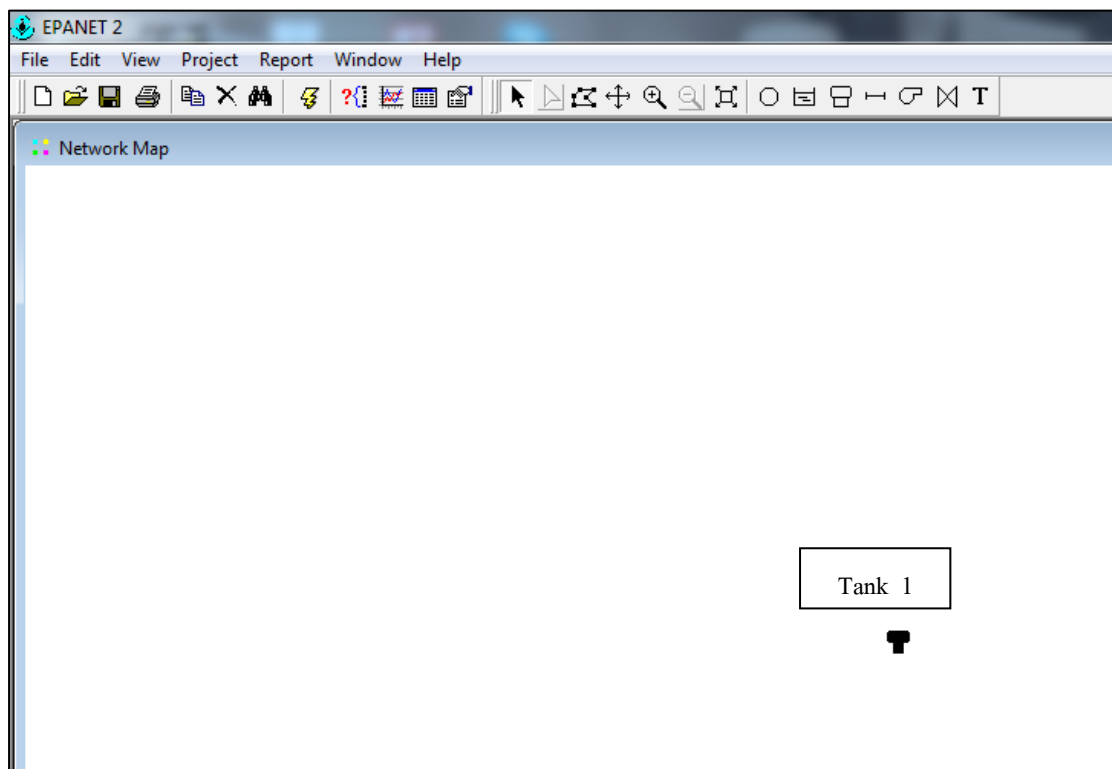 EPANET 2
File Edit View Project Report Window Help
T
Network Map
Tank 1